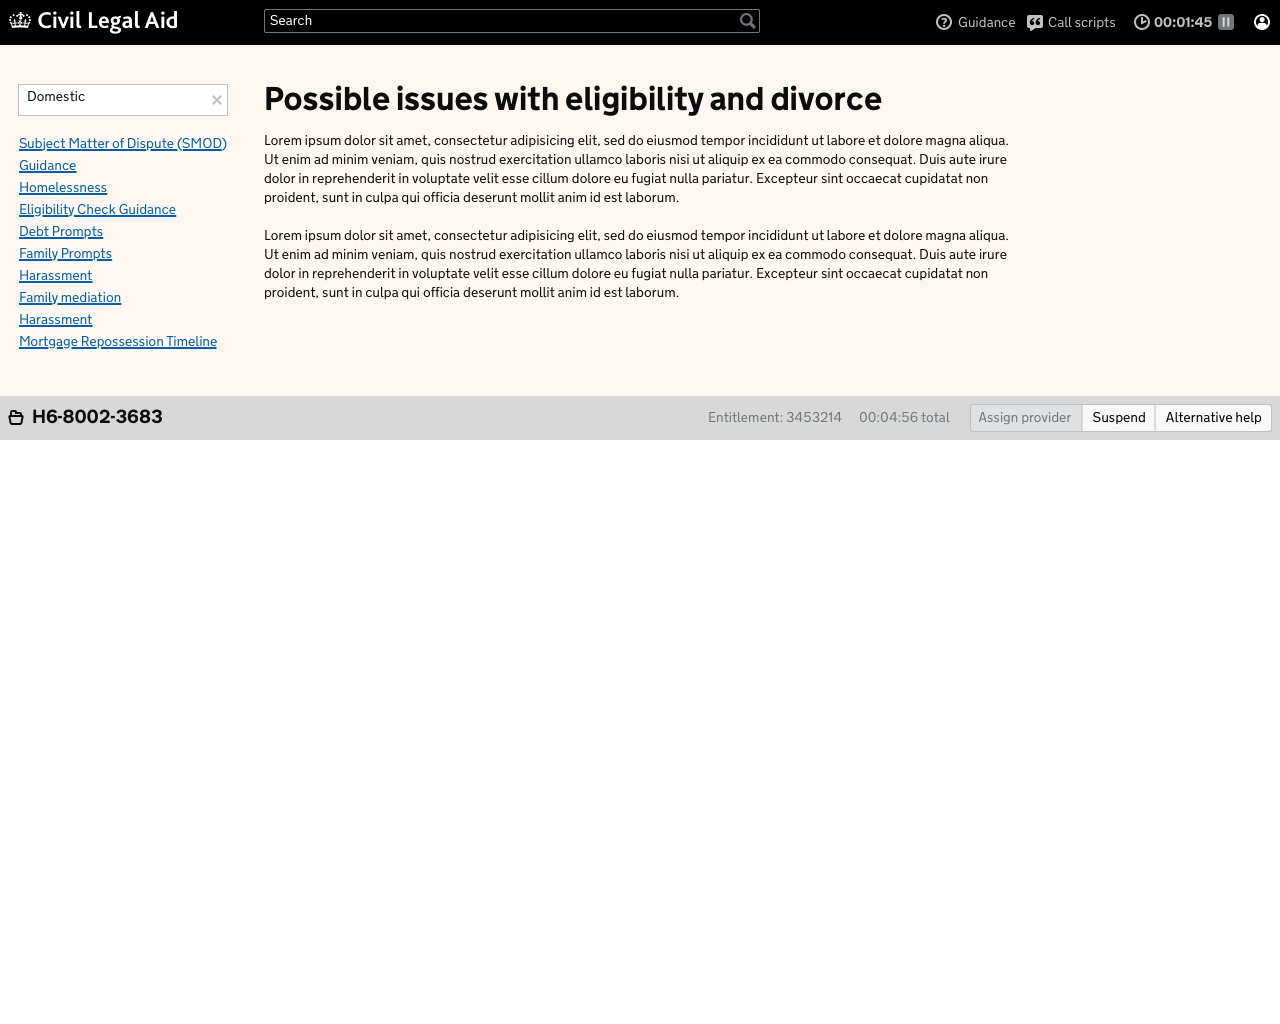 Civil Legal Aid
Search
Guidance
Call scripts
00:01:45
Domestic
Subject Matter of Dispute (SMOD)
Guidance
Homelessness
Eligibility Check Guidance
Debt Prompts
Family Prompts
Harassment
Family mediation
Harassment
Mortgage Repossession Timeline
Possible issues with eligibility and divorce
Lorem ipsum dolor sit amet, consectetur adipisicing elit, sed do eiusmod tempor incididunt ut labore et dolore magna aliqua.
Ut enim ad minim veniam, quis nostrud exercitation ullamco laboris nisi ut aliquip ex ea commodo consequat. Duis aute irure
dolor in reprehenderit in voluptate velit esse cillum dolore eu fugiat nulla pariatur. Excepteur sint occaecat cupidatat non
proident, sunt in culpa qui officia deserunt mollit anim id est laborum.
Lorem ipsum dolor sit amet, consectetur adipisicing elit, sed do eiusmod tempor incididunt ut labore et dolore magna aliqua.
Ut enim ad minim veniam, quis nostrud exercitation ullamco laboris nisi ut aliquip ex ea commodo consequat. Duis aute irure
dolor in reprehenderit in voluptate velit esse cillum dolore eu fugiat nulla pariatur. Excepteur sint occaecat cupidatat non
proident, sunt in culpa qui officia deserunt mollit anim id est laborum.
H6-8002-3683
Entitlement: 3453214
00:04:56 total
Assign provider
Suspend
Alternative help